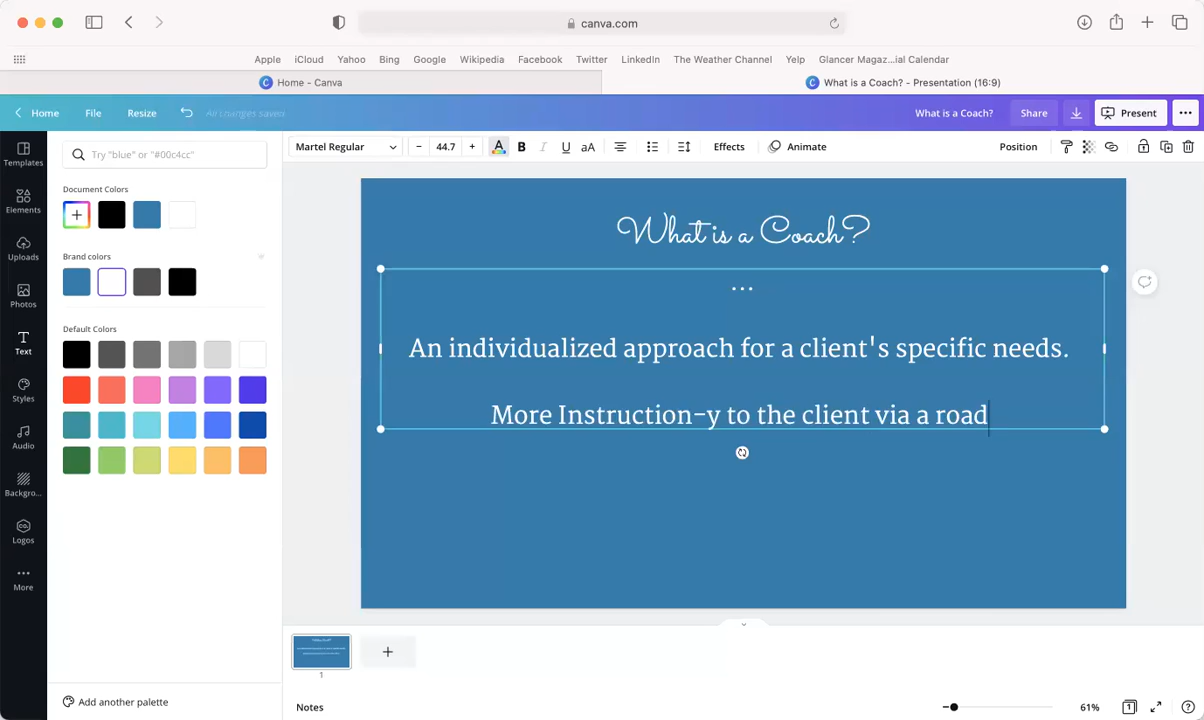 canva.com
Apple iCloud Yahoo Bing Google Wikipedia Facebook Twitter LinkedIn The Weather Channel Yelp Glancer Magaz...ial Calendar
Home - Canva
What is a Coach? - Presentation (16:9)
Home File Resize All changes saved What is a Coach? Share Present
Templates
Elements
Uploads
Photos
Text
Styles
Audio
Backgro...
Logos
More
Try "blue" or "#00c4cc"
Document Colors
Brand colors
Default Colors
Add another palette
Martel Regular – 44.7 + A B I U aA Effects Animate Position
What is a Coach?
...
An individualized approach for a client's specific needs.
More Instruction-y to the client via a road
1
Notes
61% 1 ?